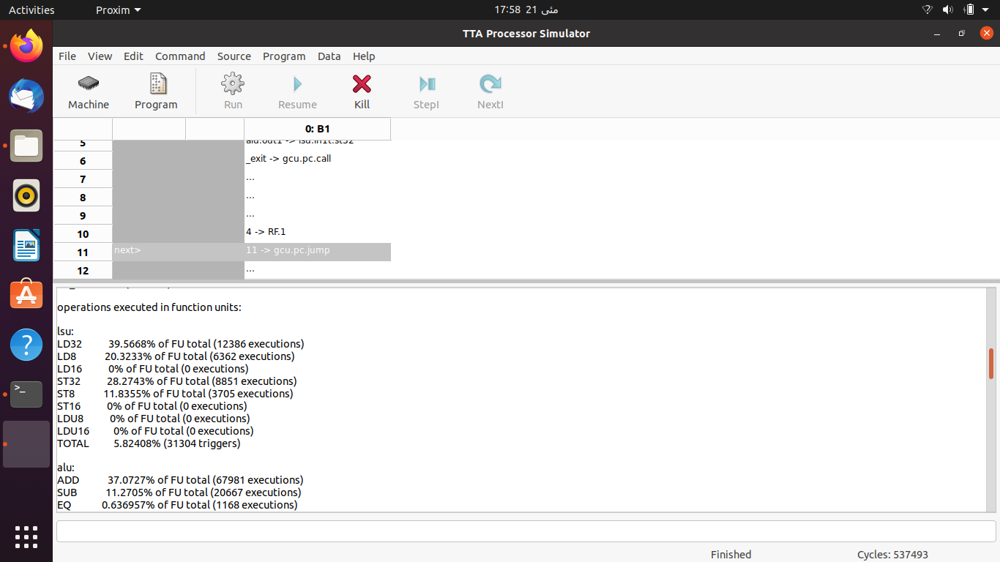 Activities Proxim 17:58 21 مئی
TTA Processor Simulator
File View Edit Command Source Program Data Help
Machine Program Run Resume Kill StepI NextI
0: B1
5 alu.out1 -> lsu.in1t.st32
6 _exit -> gcu.pc.call
7 ...
8 ...
9 ...
10 4 -> RF.1
11 next> 11 -> gcu.pc.jump
12 ...
operations executed in function units:
lsu:
LD32 39.5668% of FU total (12386 executions)
LD8 20.3233% of FU total (6362 executions)
LD16 0% of FU total (0 executions)
ST32 28.2743% of FU total (8851 executions)
ST8 11.8355% of FU total (3705 executions)
ST16 0% of FU total (0 executions)
LDU8 0% of FU total (0 executions)
LDU16 0% of FU total (0 executions)
TOTAL 5.82408% (31304 triggers)
alu:
ADD 37.0727% of FU total (67981 executions)
SUB 11.2705% of FU total (20667 executions)
EQ 0.636957% of FU total (1168 executions)
Finished Cycles: 537493